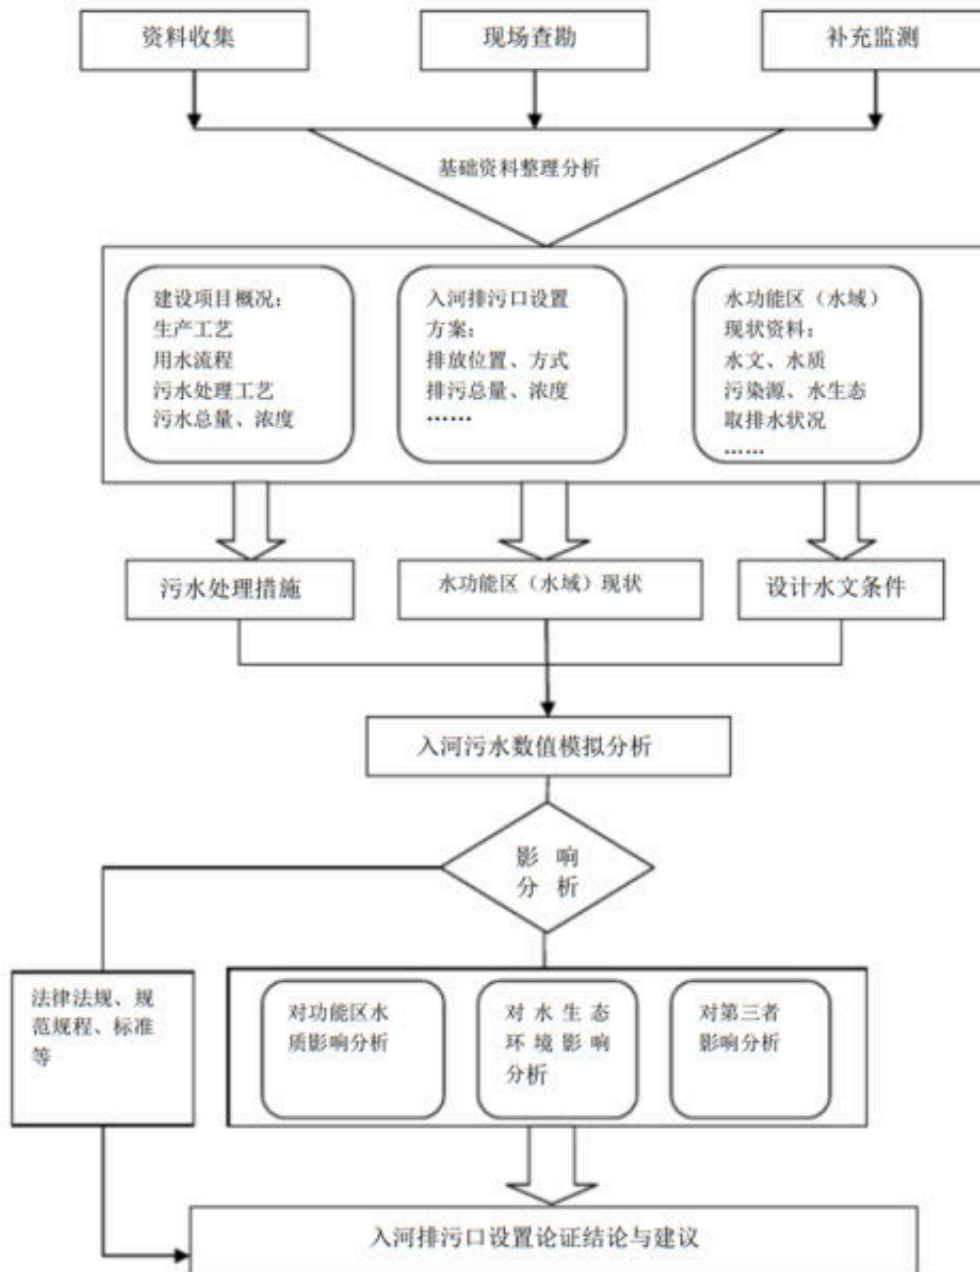 资料收集
现场查勘
补充监测
基础资料整理分析
建设项目概况：
生产工艺
用水流程
污水处理工艺
污水总量、浓度
入河排污口设置
方案：
排放位置、方式
排污总量、浓度
……
水功能区（水域）
现状资料：
水文、水质
污染源、水生态
取排水状况
……
污水处理措施
水功能区（水域）现状
设计水文条件
入河污水数值模拟分析
影 响
分 析
法律法规、规
范规程、标准
等
对功能区水
质影响分析
对 水 生 态
环 境 影 响
分析
对第三者
影响分析
入河排污口设置论证结论与建议